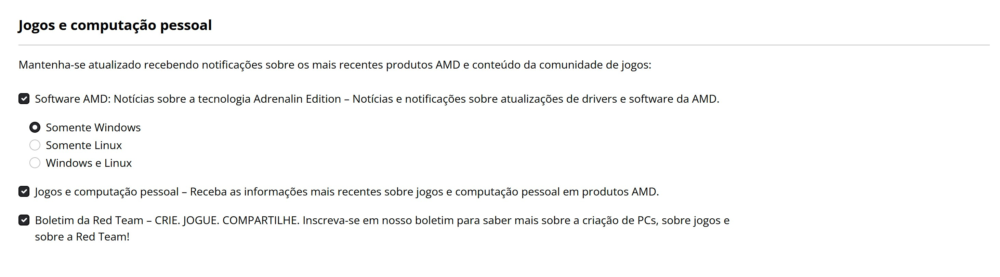 Jogos e computação pessoal
Mantenha-se atualizado recebendo notificações sobre os mais recentes produtos AMD e conteúdo da comunidade de jogos:
Software AMD: Notícias sobre a tecnologia Adrenalin Edition – Notícias e notificações sobre atualizações de drivers e software da AMD.
Somente Windows
Somente Linux
Windows e Linux
Jogos e computação pessoal – Receba as informações mais recentes sobre jogos e computação pessoal em produtos AMD.
Boletim da Red Team – CRIE. JOGUE. COMPARTILHE. Inscreva-se em nosso boletim para saber mais sobre a criação de PCs, sobre jogos e
sobre a Red Team!